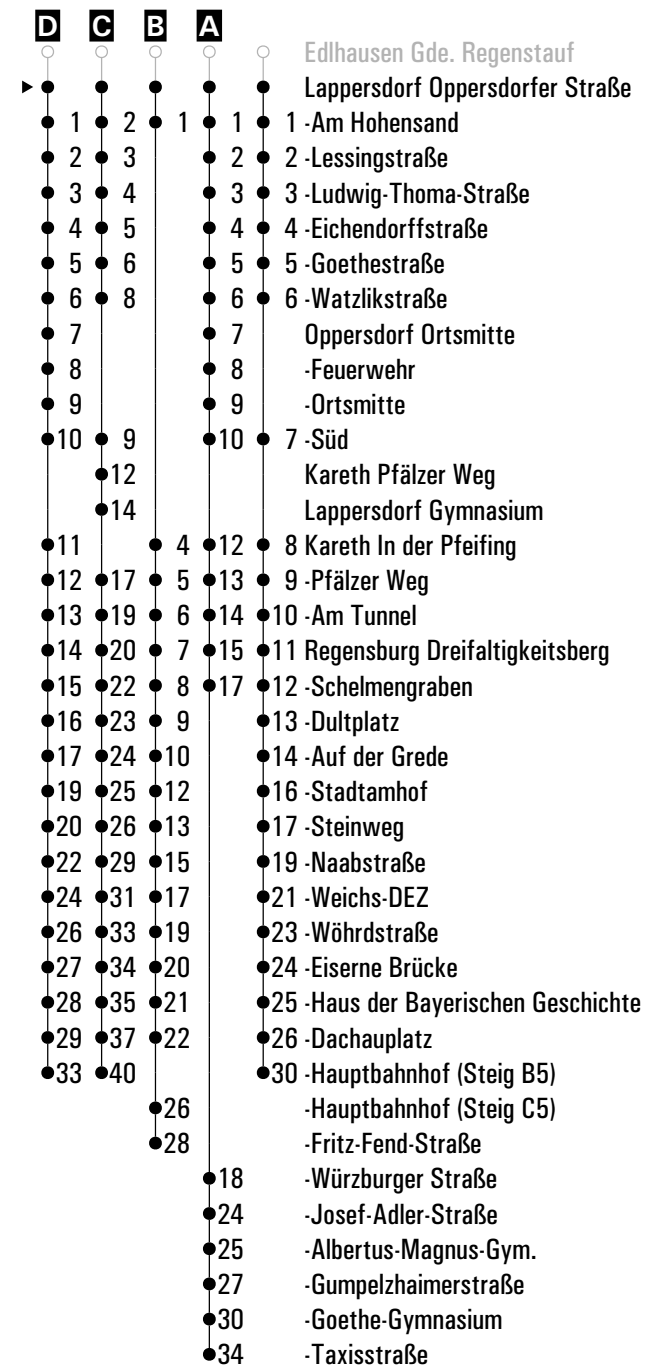 D C B A
Edlhausen Gde. Regenstauf
Lappersdorf Oppersdorfer Straße
1 2 1 1 1 -Am Hohensand
2 3 2 2 -Lessingstraße
3 4 3 3 -Ludwig-Thoma-Straße
4 5 4 4 -Eichendorffstraße
5 6 5 5 -Goethestraße
6 8 6 6 -Watzlikstraße
7 7 Oppersdorf Ortsmitte
8 8 -Feuerwehr
9 9 -Ortsmitte
10 9 10 7 -Süd
12 Kareth Pfälzer Weg
14 Lappersdorf Gymnasium
11 4 12 8 Kareth In der Pfeifing
12 17 5 13 9 -Pfälzer Weg
13 19 6 14 10 -Am Tunnel
14 20 7 15 11 Regensburg Dreifaltigkeitsberg
15 22 8 17 12 -Schelmengraben
16 23 9 13 -Dultplatz
17 24 10 14 -Auf der Grede
19 25 12 16 -Stadtamhof
20 26 13 17 -Steinweg
22 29 15 19 -Naabstraße
24 31 17 21 -Weichs-DEZ
26 33 19 23 -Wöhrdstraße
27 34 20 24 -Eiserne Brücke
28 35 21 25 -Haus der Bayerischen Geschichte
29 37 22 26 -Dachauplatz
33 40 30 -Hauptbahnhof (Steig B5)
26 -Hauptbahnhof (Steig C5)
28 -Fritz-Fend-Straße
18 -Würzburger Straße
24 -Josef-Adler-Straße
25 -Albertus-Magnus-Gym.
27 -Gumpelzhaimerstraße
30 -Goethe-Gymnasium
34 -Taxisstraße